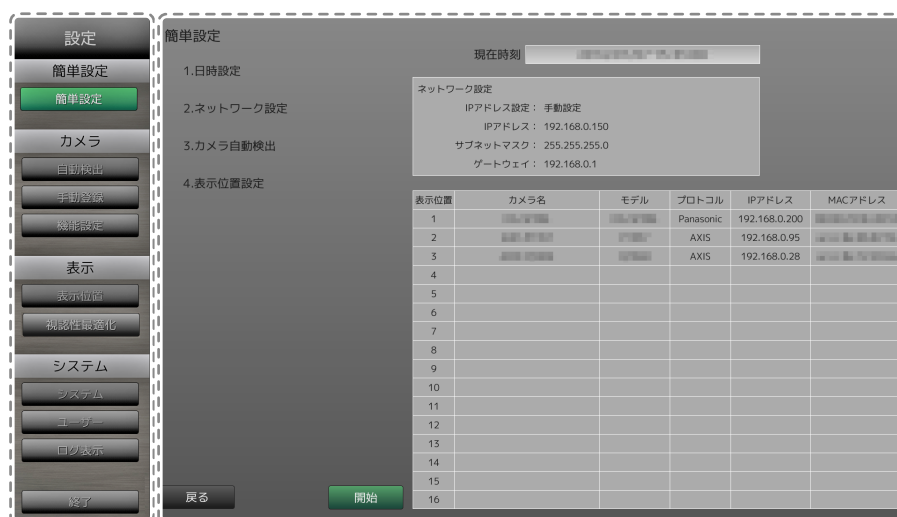 設定
簡単設定
簡単設定
カメラ
自動検出
手動登録
機能設定
表示
表示位置
視認性最適化
システム
システム
ユーザー
ログ表示
終了
簡単設定
1.日時設定
2.ネットワーク設定
3.カメラ自動検出
4.表示位置設定
戻る
開始
現在時刻
ネットワーク設定
IPアドレス設定： 手動設定
IPアドレス： 192.168.0.150
サブネットマスク： 255.255.255.0
ゲートウェイ： 192.168.0.1
表示位置 カメラ名 モデル プロトコル IPアドレス MACアドレス
1 Panasonic 192.168.0.200
2 AXIS 192.168.0.95
3 AXIS 192.168.0.28
4
5
6
7
8
9
10
11
12
13
14
15
16